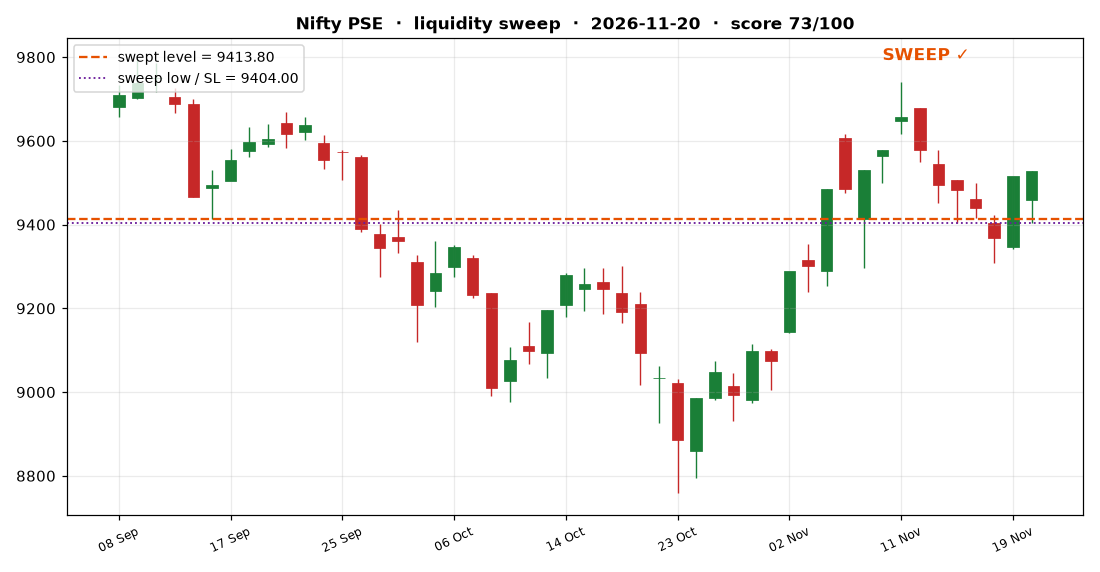 Nifty PSE · liquidity sweep · 2026-11-20 · score 73/100
swept level = 9413.80
sweep low / SL = 9404.00
SWEEP ✓
9800
9600
9400
9200
9000
8800
08 Sep
17 Sep
25 Sep
06 Oct
14 Oct
23 Oct
02 Nov
11 Nov
19 Nov